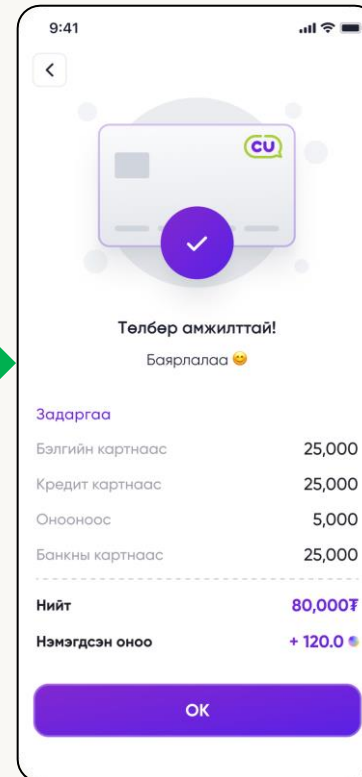 9:41
CU
Төлбөр амжилттай!
Баярлалаа 😊
Задаргаа
Бэлгийн картнаас 25,000
Кредит картнаас 25,000
Онооноос 5,000
Банкны картнаас 25,000
Нийт 80,000₮
Нэмэгдсэн оноо + 120.0
OK